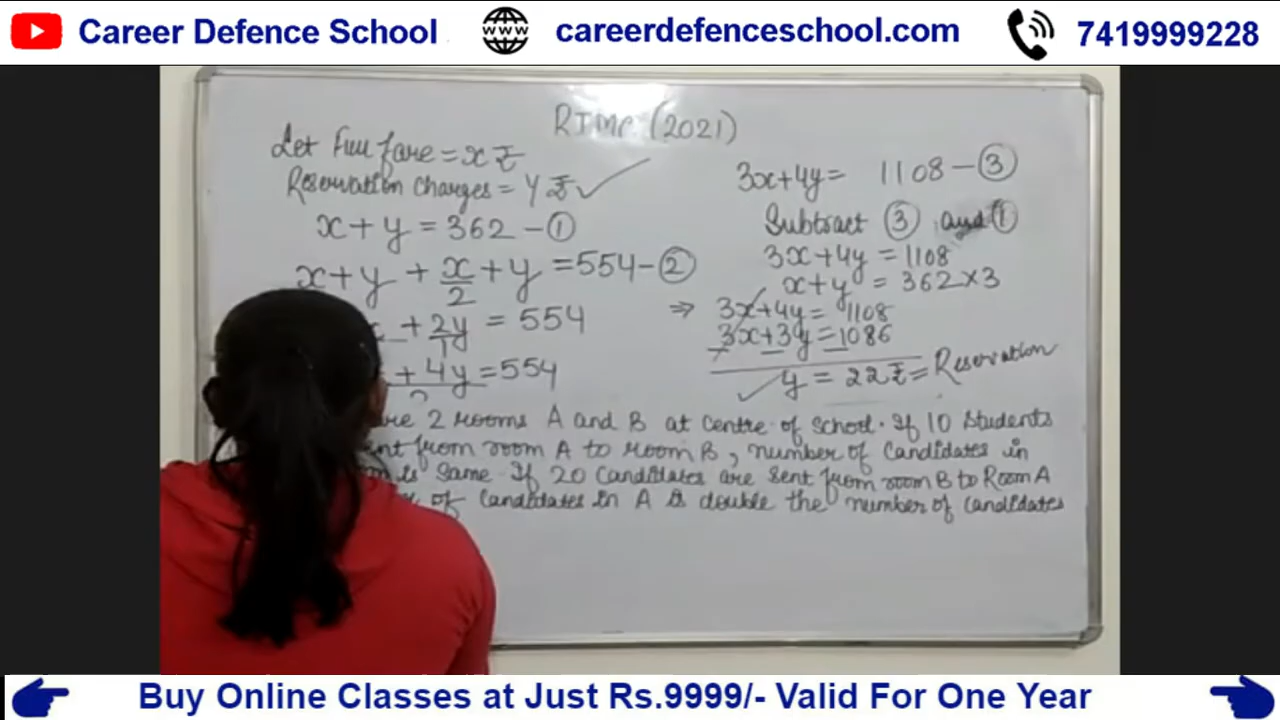 Career Defence School
careerdefenceschool.com
7419999228
RIMC (2021)
Let Full fare = x ₹
Reservation Charges = y ₹ ✓
x + y = 362 - ①
x + y + x/2 + y = 554 - ②
+ 2y/1 = 554
+ 4y = 554
3x+4y = 1108 - ③
Subtract ③ and ①
3x+4y = 1108
x+y = 362×3
⇒ 3x+4y = 1108
3x+3y = 1086
✓ y = 22₹ = Reservation
2 rooms A and B at centre of school. If 10 students
from room A to room B, number of candidates in
is same. If 20 candidates are sent from room B to Room A
of candidates in A is double the number of candidates
Buy Online Classes at Just Rs.9999/- Valid For One Year